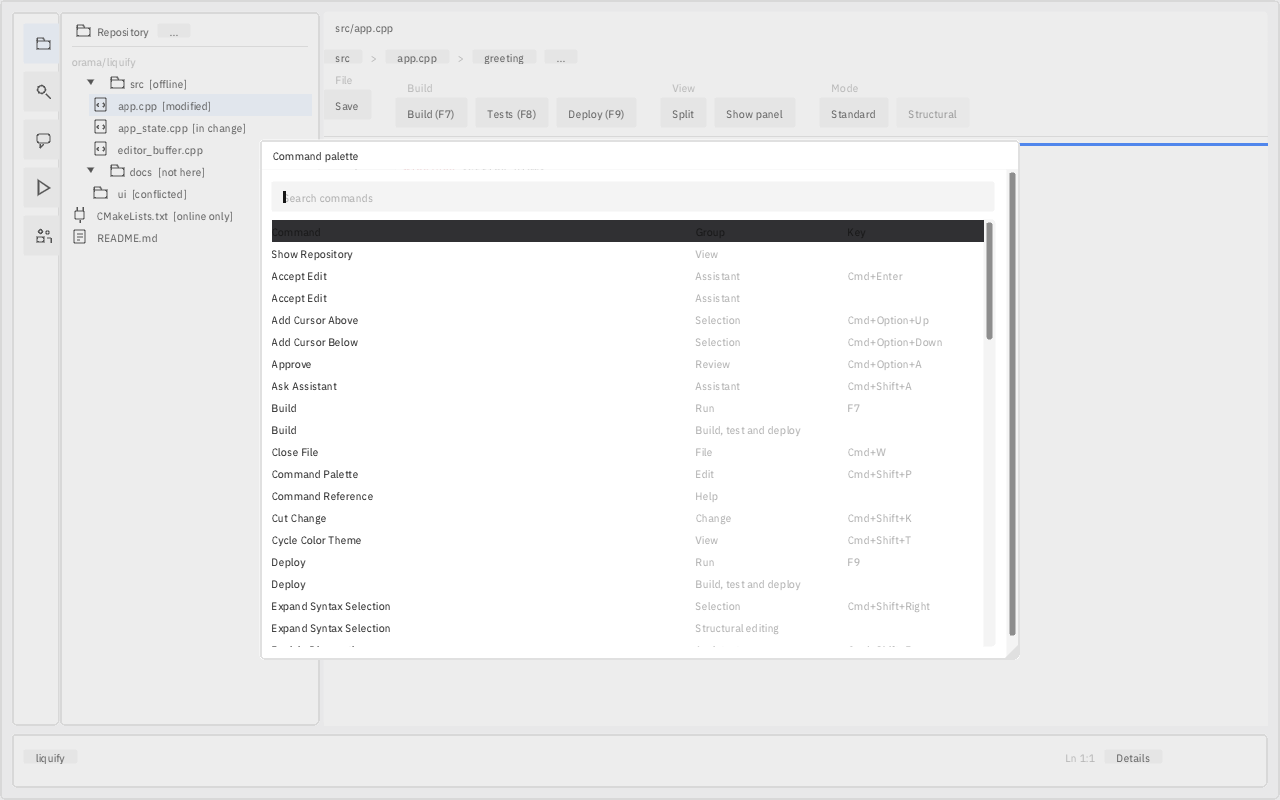 Repository ...
orama/liquify
src [offline]
app.cpp [modified]
app_state.cpp [in change]
editor_buffer.cpp
docs [not here]
ui [conflicted]
CMakeLists.txt [online only]
README.md
src/app.cpp
src > app.cpp > greeting ...
File
Save
Build
Build (F7) Tests (F8) Deploy (F9)
View
Split Show panel
Mode
Standard Structural
Command palette
Search commands
Command Group Key
Show Repository View
Accept Edit Assistant Cmd+Enter
Accept Edit Assistant
Add Cursor Above Selection Cmd+Option+Up
Add Cursor Below Selection Cmd+Option+Down
Approve Review Cmd+Option+A
Ask Assistant Assistant Cmd+Shift+A
Build Run F7
Build Build, test and deploy
Close File File Cmd+W
Command Palette Edit Cmd+Shift+P
Command Reference Help
Cut Change Change Cmd+Shift+K
Cycle Color Theme View Cmd+Shift+T
Deploy Run F9
Deploy Build, test and deploy
Expand Syntax Selection Selection Cmd+Shift+Right
Expand Syntax Selection Structural editing
liquify
Ln 1:1 Details